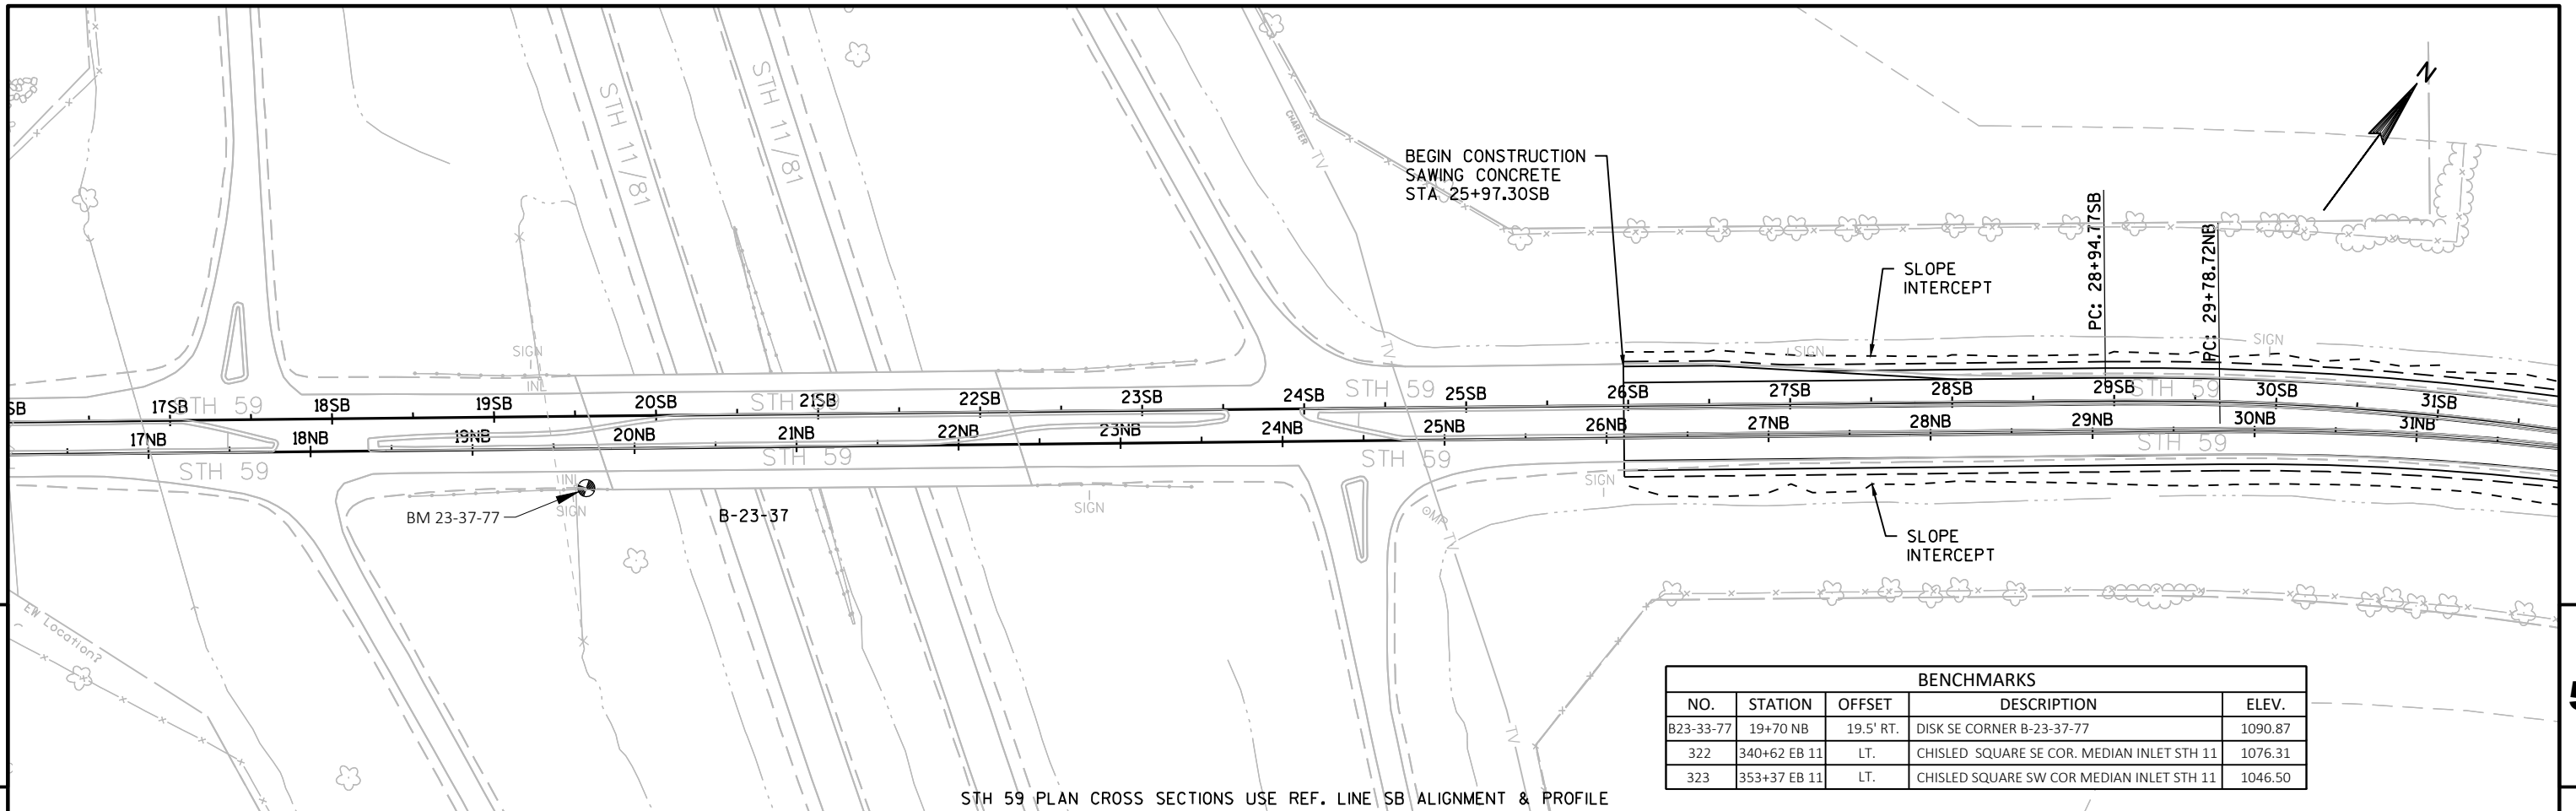 STH 11/81
STH 11/81
N
CHARTER
TV
BEGIN CONSTRUCTION
SAWING CONCRETE
STA 25+97.30SB
PC: 28+94.77SB
PC: 29+78.72NB
SLOPE
INTERCEPT
SIGN
INL
SIGN
SIGN
TV
STH 59
STH 59
STH 59
STH 59
SB
17SB
18SB
19SB
20SB
21SB
22SB
23SB
24SB
25SB
26SB
27SB
28SB
29SB
30SB
31SB
17NB
18NB
19NB
20NB
21NB
22NB
23NB
24NB
25NB
26NB
27NB
28NB
29NB
30NB
31NB
STH 59
STH 59
STH 59
STH 59
INL
SIGN
BM 23-37-77
B-23-37
SIGN
SIGN
MP
TV
SLOPE
INTERCEPT
EW Location?
TV
BENCHMARKS
NO. STATION OFFSET DESCRIPTION ELEV.
B23-33-77 19+70 NB 19.5' RT. DISK SE CORNER B-23-37-77 1090.87
322 340+62 EB 11 LT. CHISLED SQUARE SE COR. MEDIAN INLET STH 11 1076.31
323 353+37 EB 11 LT. CHISLED SQUARE SW COR MEDIAN INLET STH 11 1046.50
5
STH 59 PLAN CROSS SECTIONS USE REF. LINE SB ALIGNMENT & PROFILE